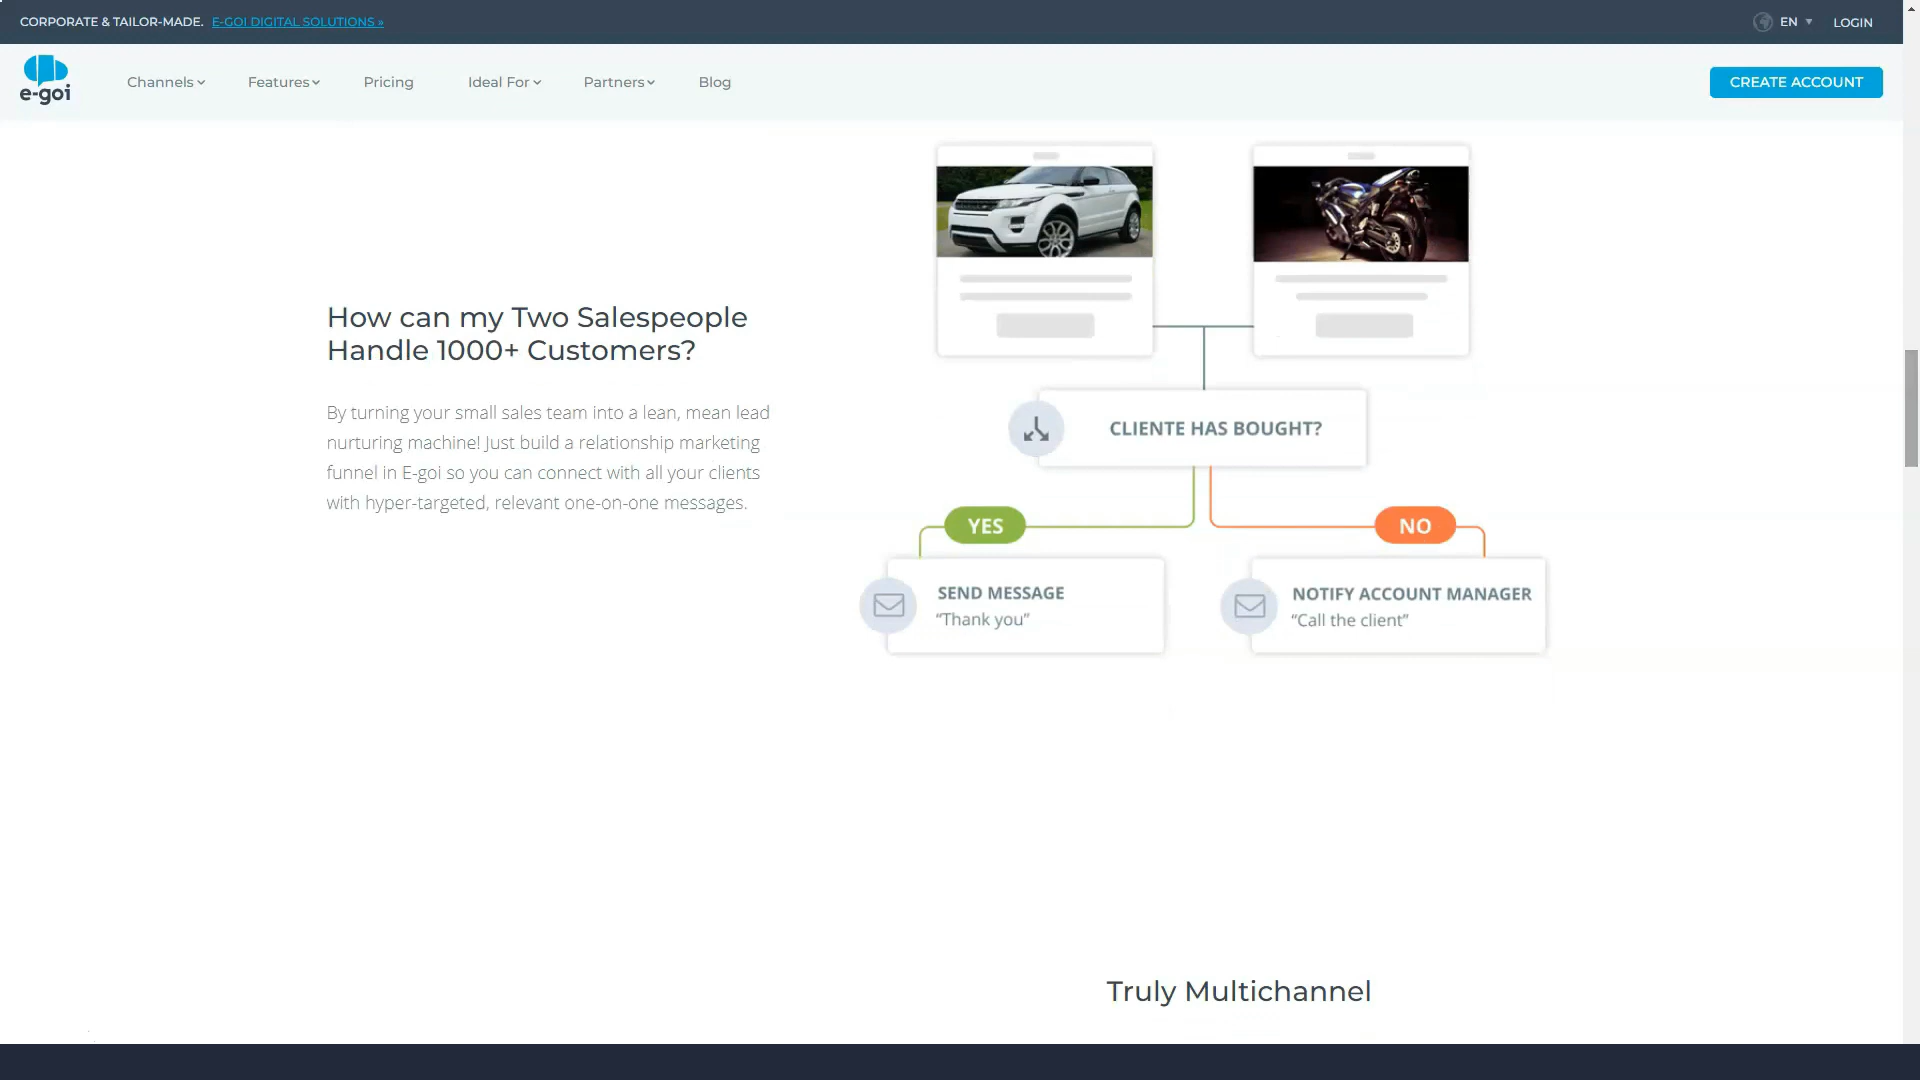 CORPORATE & TAILOR-MADE. E-GOI DIGITAL SOLUTIONS »
EN
LOGIN
e-goi
Channels
Features
Pricing
Ideal For
Partners
Blog
CREATE ACCOUNT
How can my Two Salespeople
Handle 1000+ Customers?
By turning your small sales team into a lean, mean lead
nurturing machine! Just build a relationship marketing
funnel in E-goi so you can connect with all your clients
with hyper-targeted, relevant one-on-one messages.
CLIENTE HAS BOUGHT?
YES
NO
SEND MESSAGE
“Thank you”
NOTIFY ACCOUNT MANAGER
“Call the client”
Truly Multichannel